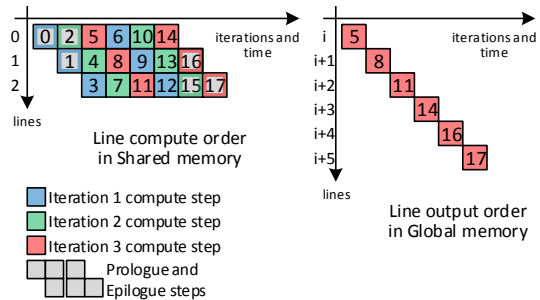 0 0 2 5 6 10 14 iterations and time
1 1 4 8 9 13 16
2 3 7 11 12 15 17
lines
Line compute order
in Shared memory
Iteration 1 compute step
Iteration 2 compute step
Iteration 3 compute step
Prologue and
Epilogue steps
iterations and
time
i 5
i+1 8
i+2 11
i+3 14
i+4 16
i+5 17
lines
Line output order
in Global memory